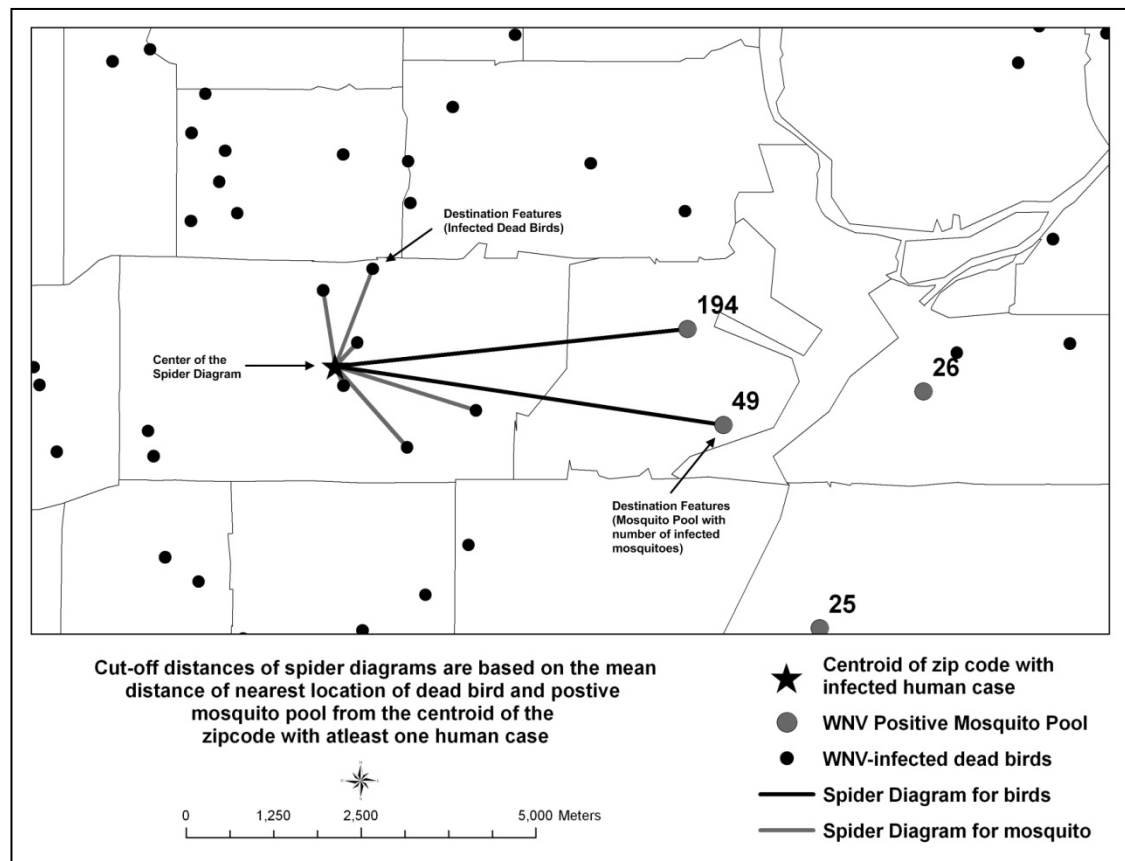 Destination Features
(Infected Dead Birds)
194
Center of the
Spider Diagram
26
49
Destination Features
(Mosquito Pool with
number of infected
mosquitoes)
25
Cut-off distances of spider diagrams are based on the mean
distance of nearest location of dead bird and postive
mosquito pool from the centroid of the
zipcode with atleast one human case
0 1,250 2,500 5,000 Meters
Centroid of zip code with
infected human case
WNV Positive Mosquito Pool
WNV-infected dead birds
Spider Diagram for birds
Spider Diagram for mosquito